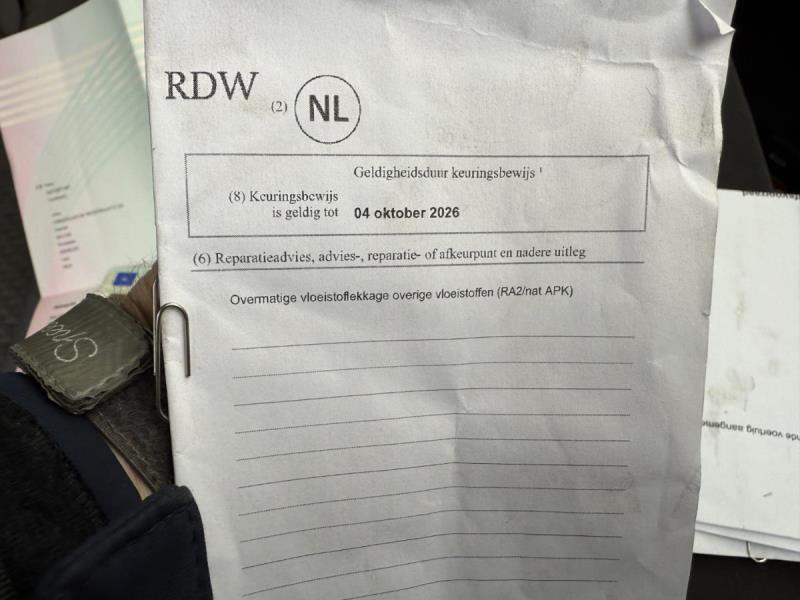 RDW (2) NL
Geldigheidsduur keuringsbewijs ¹
(8) Keuringsbewijs
is geldig tot 04 oktober 2026
(6) Reparatieadvies, advies-, reparatie- of afkeurpunt en nadere uitleg
Overmatige vloeistoflekkage overige vloeistoffen (RA2/nat APK)